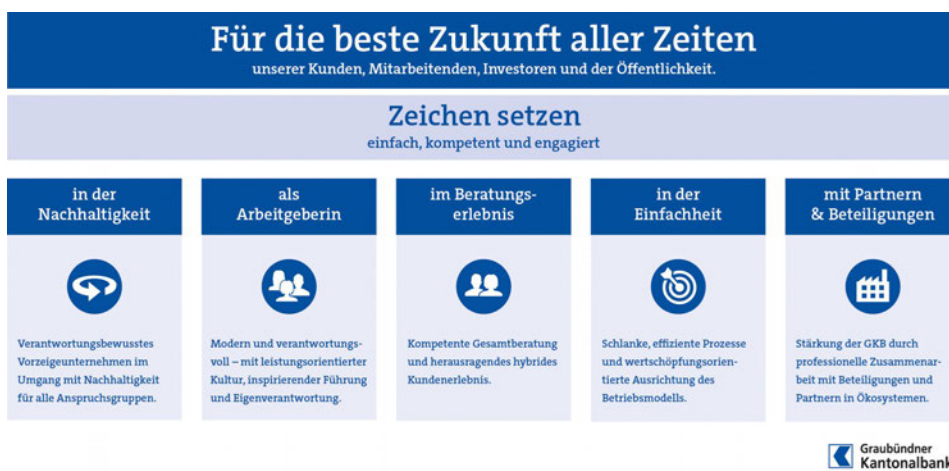 Für die beste Zukunft aller Zeiten
unserer Kunden, Mitarbeitenden, Investoren und der Öffentlichkeit.
Zeichen setzen
einfach, kompetent und engagiert
in der
Nachhaltigkeit
Verantwortungsbewusstes
Vorzeigeunternehmen im
Umgang mit Nachhaltigkeit
für alle Anspruchsgruppen.
als
Arbeitgeberin
Modern und verantwortungs-
voll – mit leistungsorientierter
Kultur, inspirierender Führung
und Eigenverantwortung.
im Beratungs-
erlebnis
Kompetente Gesamtberatung
und herausragendes hybrides
Kundenerlebnis.
in der
Einfachheit
Schlanke, effiziente Prozesse
und wertschöpfungsorien-
tierte Ausrichtung des
Betriebsmodells.
mit Partnern
& Beteiligungen
Stärkung der GKB durch
professionelle Zusammenar-
beit mit Beteiligungen und
Partnern in Ökosystemen.
Graubündner
Kantonalbank